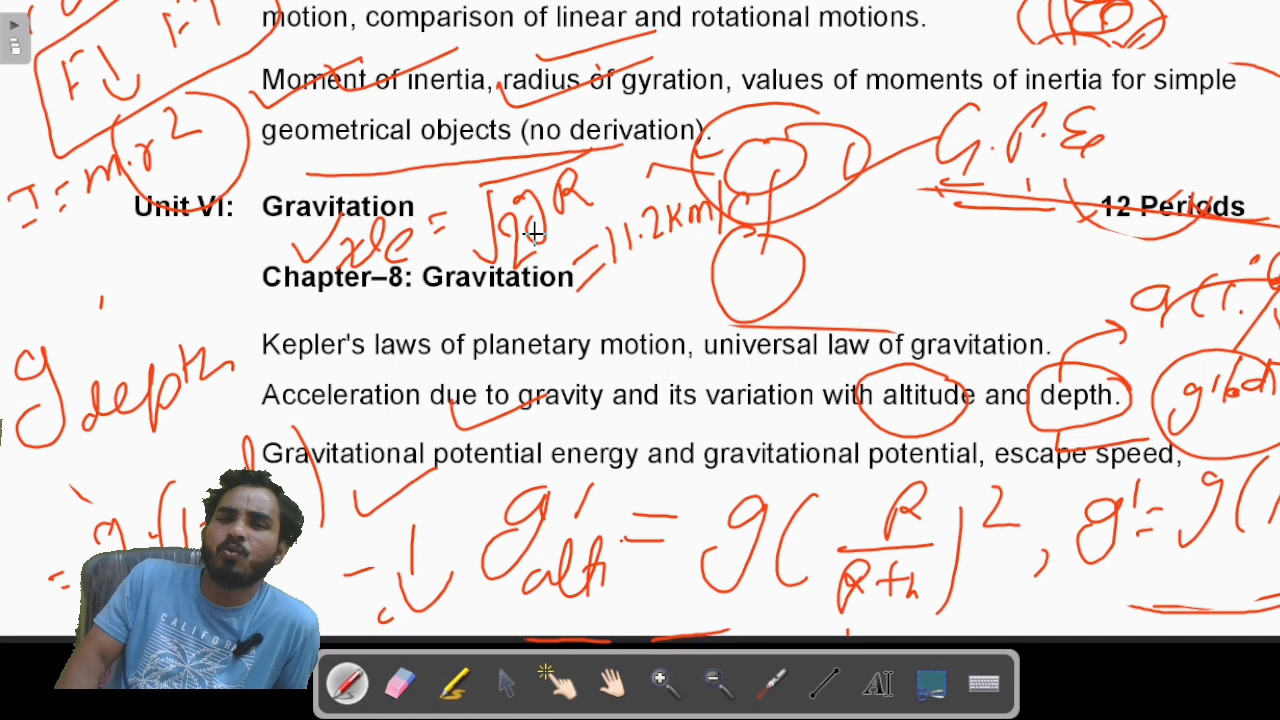 motion, comparison of linear and rotational motions.
Moment of inertia, radius of gyration, values of moments of inertia for simple
geometrical objects (no derivation).
F↓
I = m.r²
G.P.E
Unit VI: Gravitation 12 Periods
= √2gR = 11.2 km/
Chapter–8: Gravitation
Kepler's laws of planetary motion, universal law of gravitation.
g depth
Acceleration due to gravity and its variation with altitude and depth.
Gravitational potential energy and gravitational potential, escape speed,
g' alt = g(R/R+h)², g' = g(
CALIFOR
AI